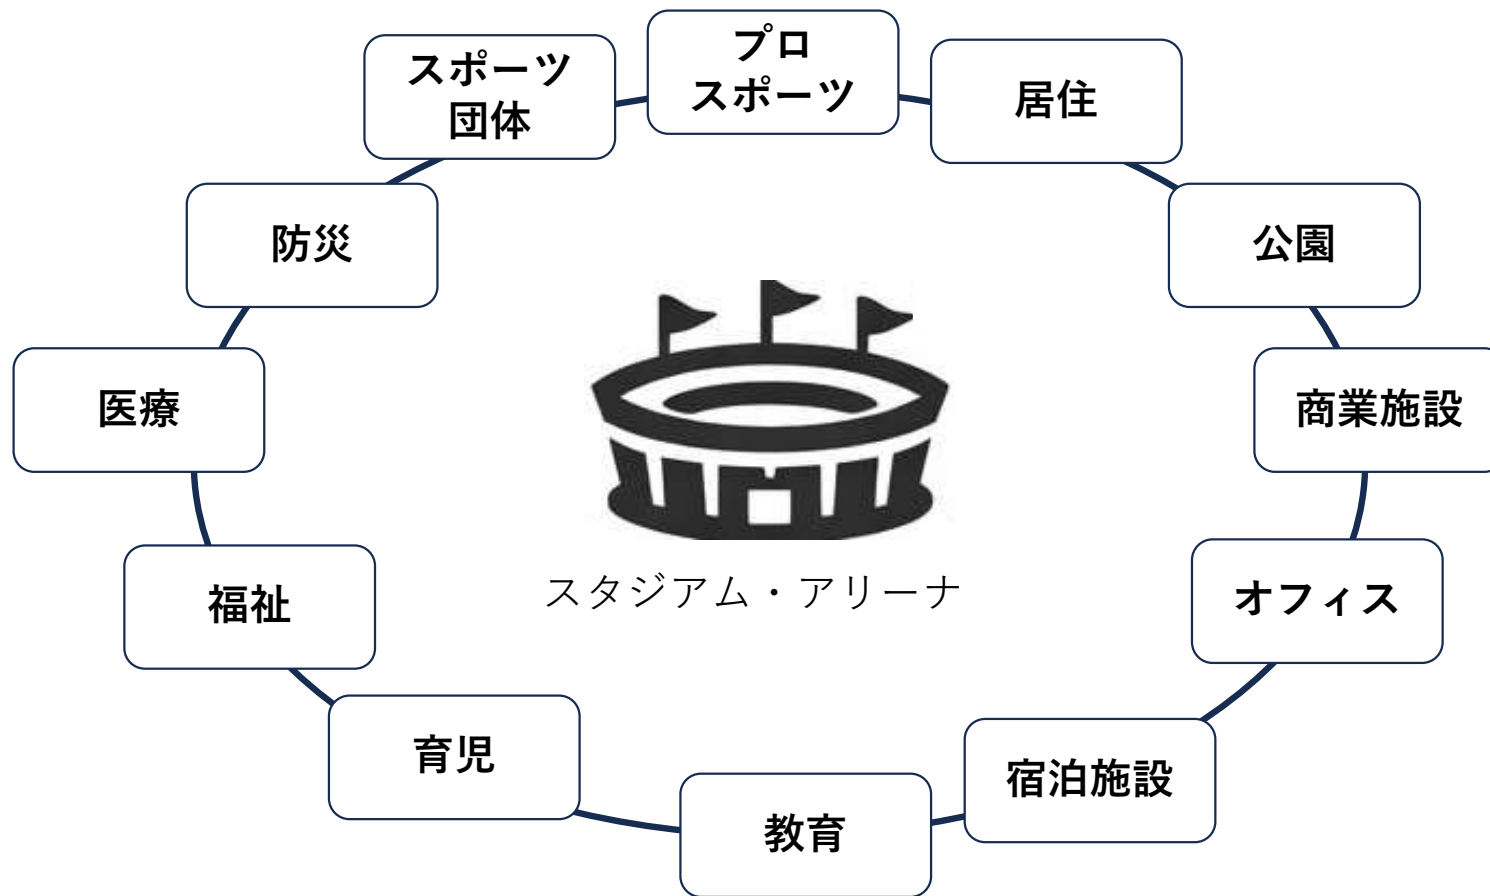 プロ
スポーツ
スポーツ
団体
居住
防災
公園
医療
商業施設
スタジアム・アリーナ
福祉
オフィス
育児
宿泊施設
教育